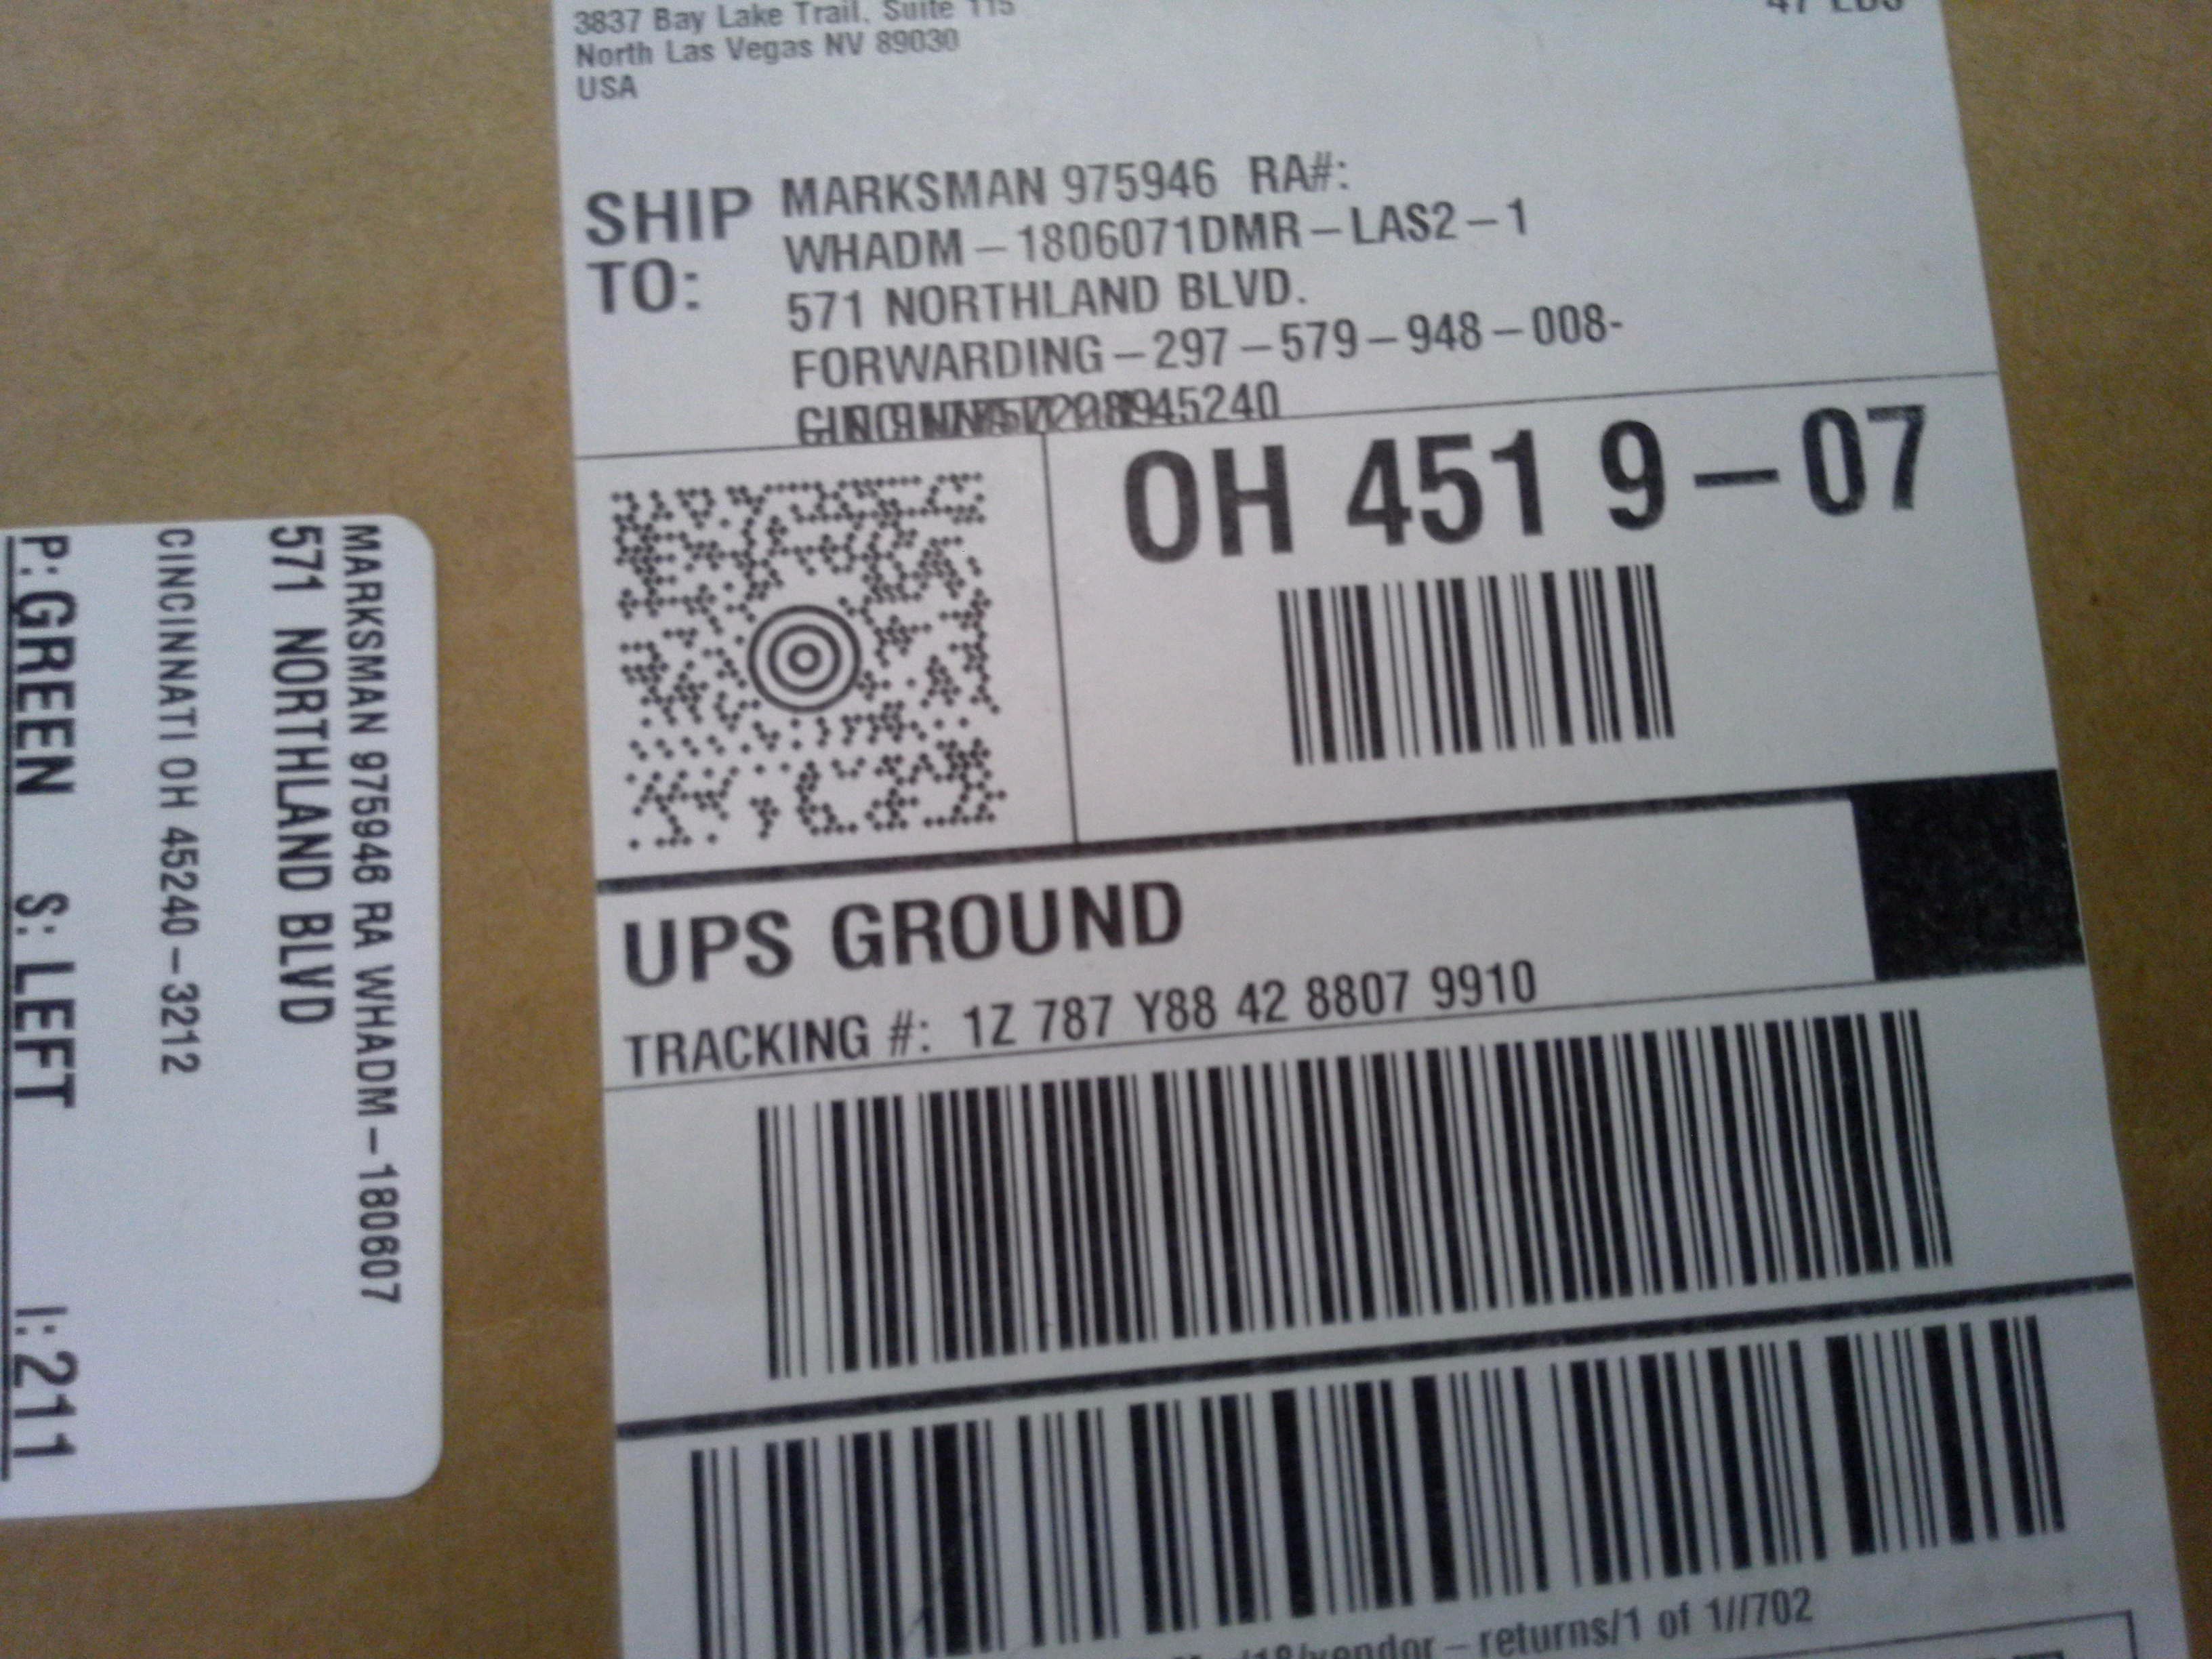 3837 Bay Lake Trail, Suite 115
North Las Vegas NV 89030
USA
SHIP TO:
MARKSMAN 975946 RA#:
WHADM-1806071DMR-LAS2-1
571 NORTHLAND BLVD.
FORWARDING-297-579-948-008-
45240
OH 451 9-07
UPS GROUND
TRACKING #: 1Z 787 Y88 42 8807 9910
returns/1 of 1//702
MARKSMAN 975946 RA WHADM-180607
571 NORTHLAND BLVD
CINCINNATI OH 45240-3212
P: GREEN S: LEFT I: 211